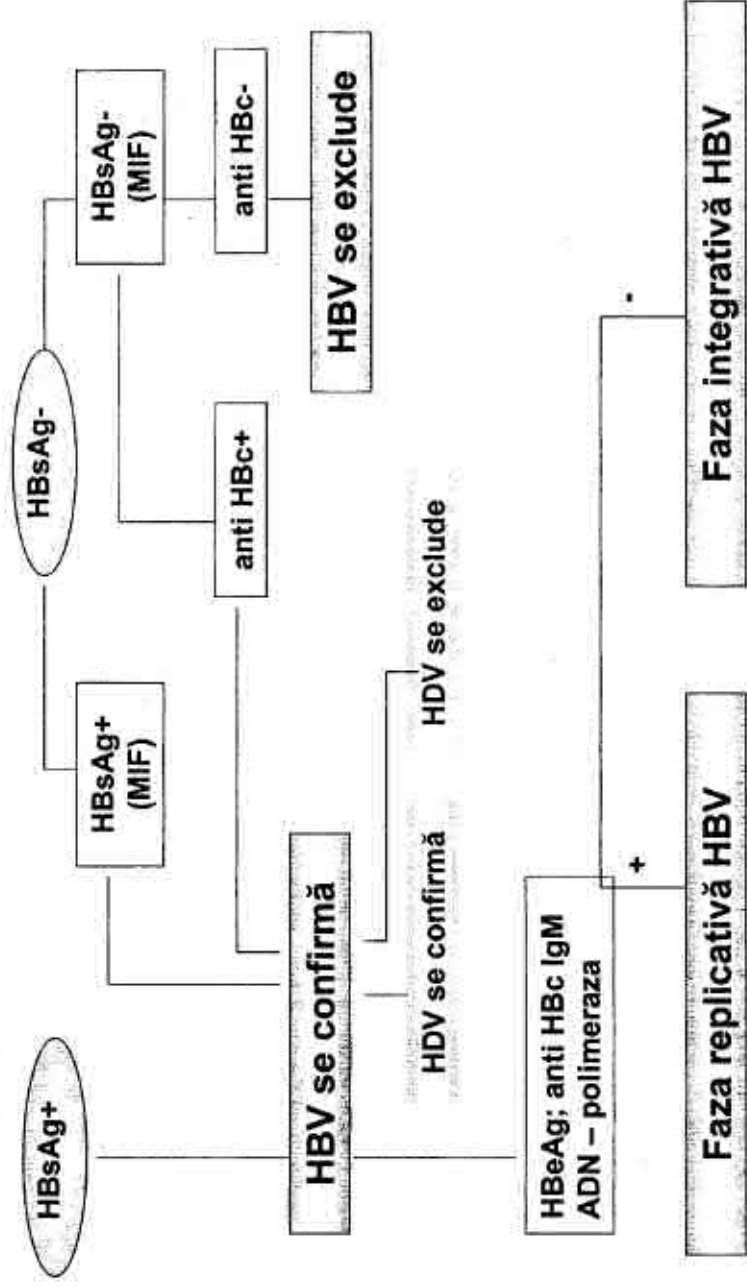 HBsAg+
HBsAg-
HBsAg+
(MIF)
HBsAg-
(MIF)
anti HBc+
anti HBc-
HBV se confirmă
HBV se exclude
HDV se confirmă
HDV se exclude
HBeAg; anti HBc IgM
ADN – polimeraza
+
-
Faza replicativă HBV
Faza integrativă HBV